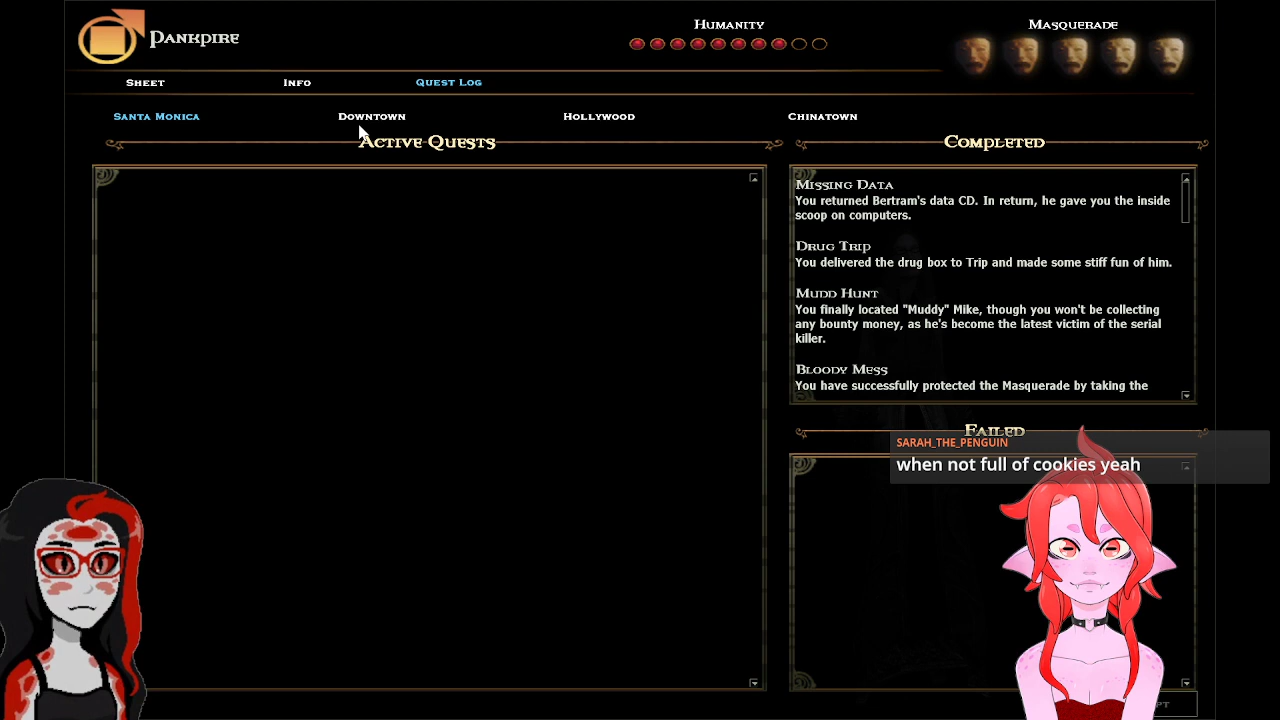 Pankpire
Humanity
Masquerade
Sheet
Info
Quest Log
Santa Monica
Downtown
Hollywood
Chinatown
Active Quests
Completed
Missing Data
You returned Bertram's data CD. In return, he gave you the inside
scoop on computers.
Drug Trip
You delivered the drug box to Trip and made some stiff fun of him.
Mudd Hunt
You finally located "Muddy" Mike, though you won't be collecting
any bounty money, as he's become the latest victim of the serial
killer.
Bloody Mess
You have successfully protected the Masquerade by taking the
Failed
SARAH_THE_PENGUIN
when not full of cookies yeah